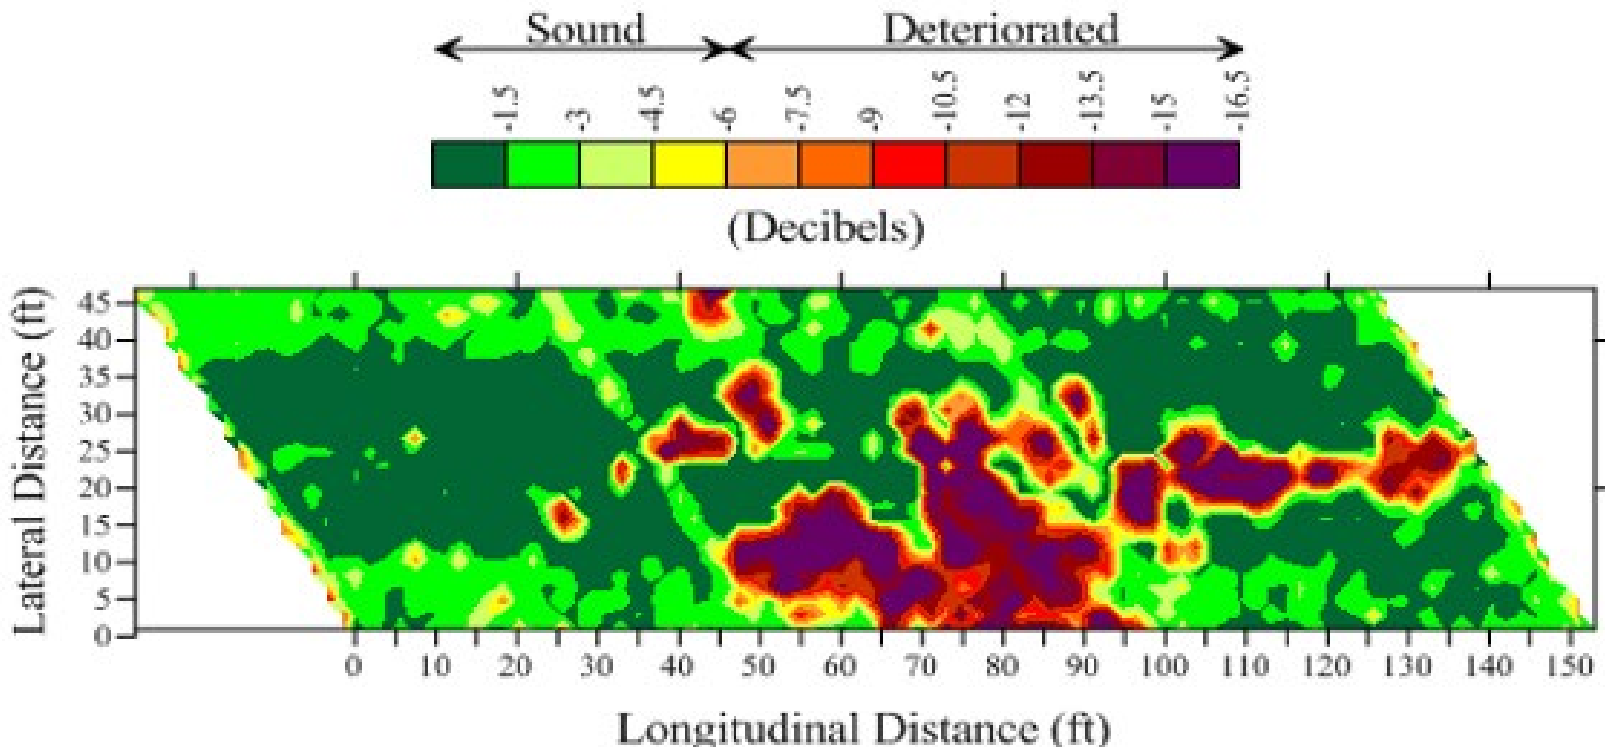 Sound Deteriorated
-1.5 -3 -4.5 -6 -7.5 -9 -10.5 -12 -13.5 -15 -16.5
(Decibels)
Lateral Distance (ft)
45
40
35
30
25
20
15
10
5
0
0 10 20 30 40 50 60 70 80 90 100 110 120 130 140 150
Longitudinal Distance (ft)